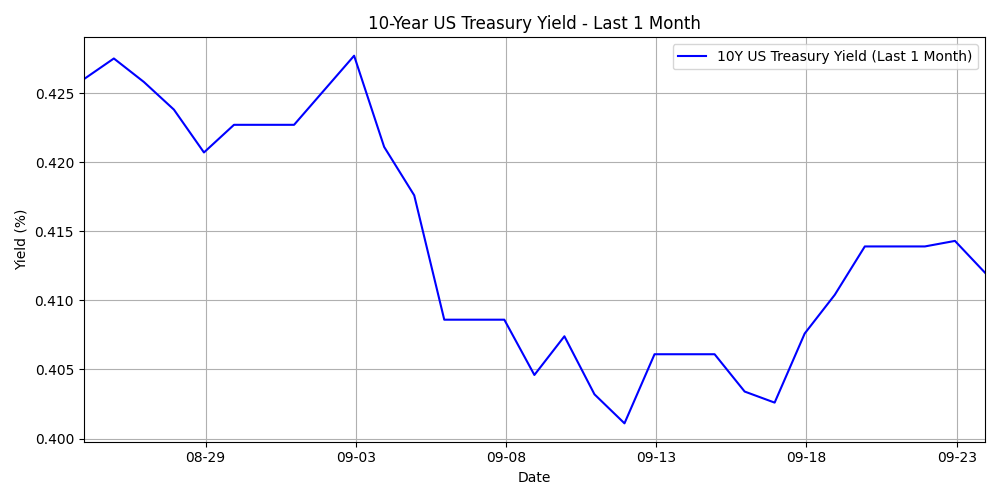 10-Year US Treasury Yield - Last 1 Month
10Y US Treasury Yield (Last 1 Month)
Yield (%)
0.425
0.420
0.415
0.410
0.405
0.400
08-29 09-03 09-08 09-13 09-18 09-23
Date